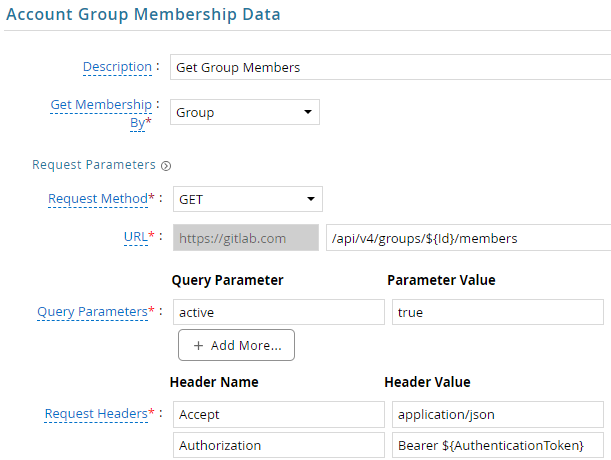 Account Group Membership Data
Description : Get Group Members
Get Membership : Group
By*
Request Parameters
Request Method* : GET
URL* : https://gitlab.com /api/v4/groups/${Id}/members
Query Parameter Parameter Value
Query Parameters* : active true
+ Add More...
Header Name Header Value
Request Headers* : Accept application/json
Authorization Bearer ${AuthenticationToken}